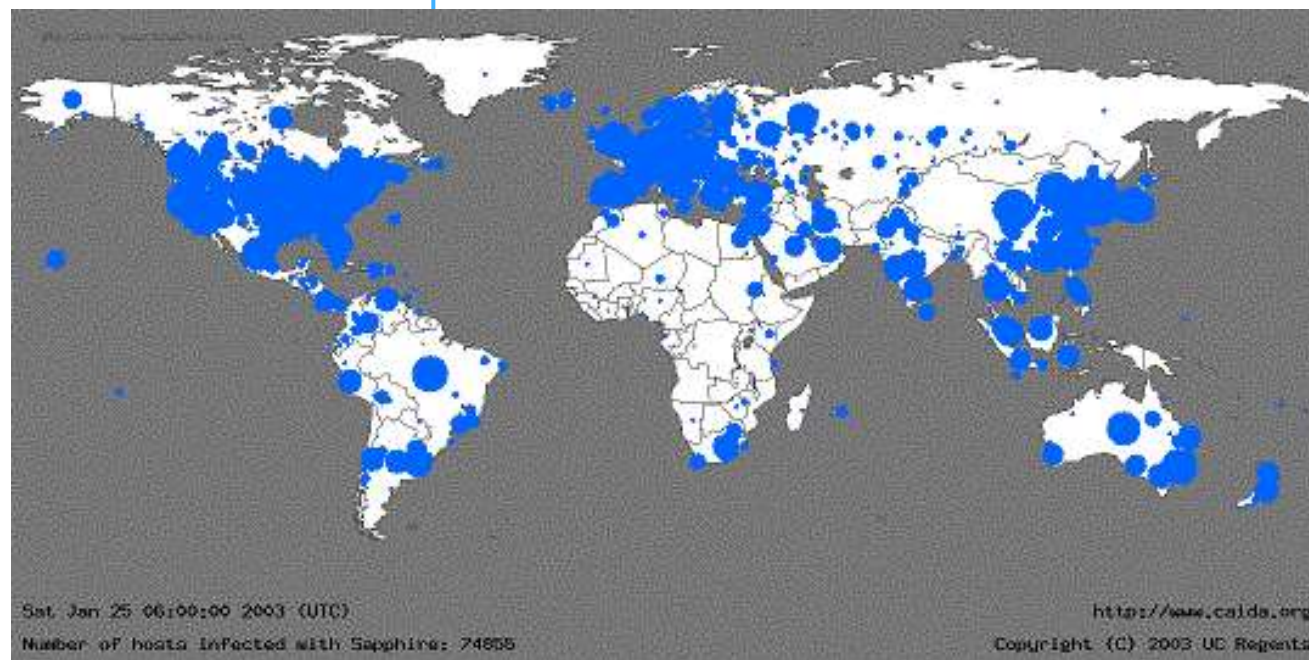 Sat Jan 25 06:00:00 2003 (UTC)
http://www.caida.org
Number of hosts infected with Sapphire: 74855
Copyright (C) 2003 UC Regents